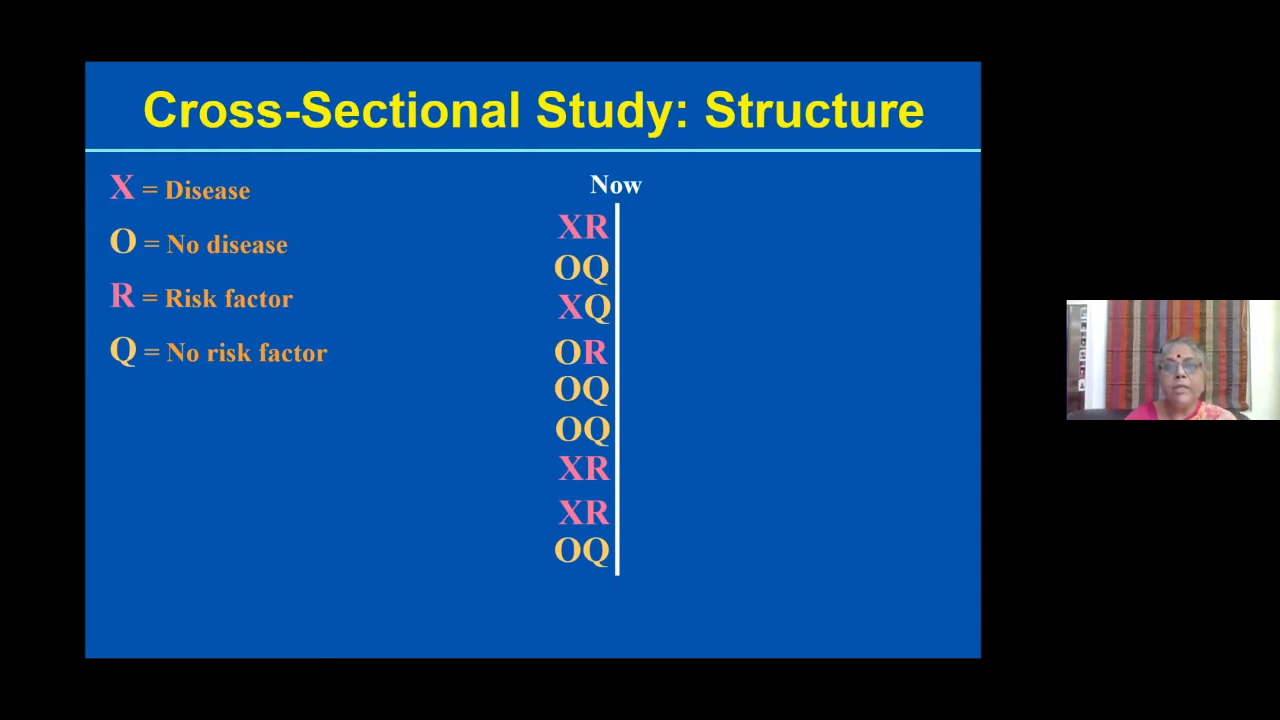 Cross-Sectional Study: Structure
X = Disease
O = No disease
R = Risk factor
Q = No risk factor
Now
XR
OQ
XQ
OR
OQ
OQ
XR
XR
OQ